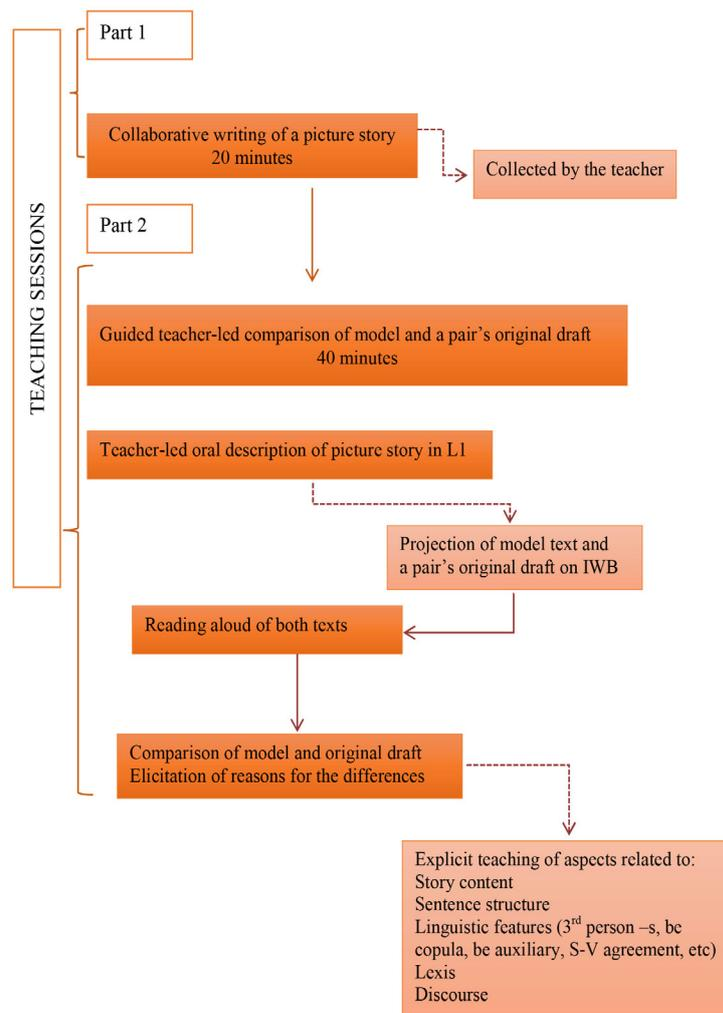 TEACHING SESSIONS
Part 1
Collaborative writing of a picture story
20 minutes
Collected by the teacher
Part 2
Guided teacher-led comparison of model and a pair’s original draft
40 minutes
Teacher-led oral description of picture story in L1
Projection of model text and
a pair’s original draft on IWB
Reading aloud of both texts
Comparison of model and original draft
Elicitation of reasons for the differences
Explicit teaching of aspects related to:
Story content
Sentence structure
Linguistic features (3rd person –s, be
copula, be auxiliary, S-V agreement, etc)
Lexis
Discourse